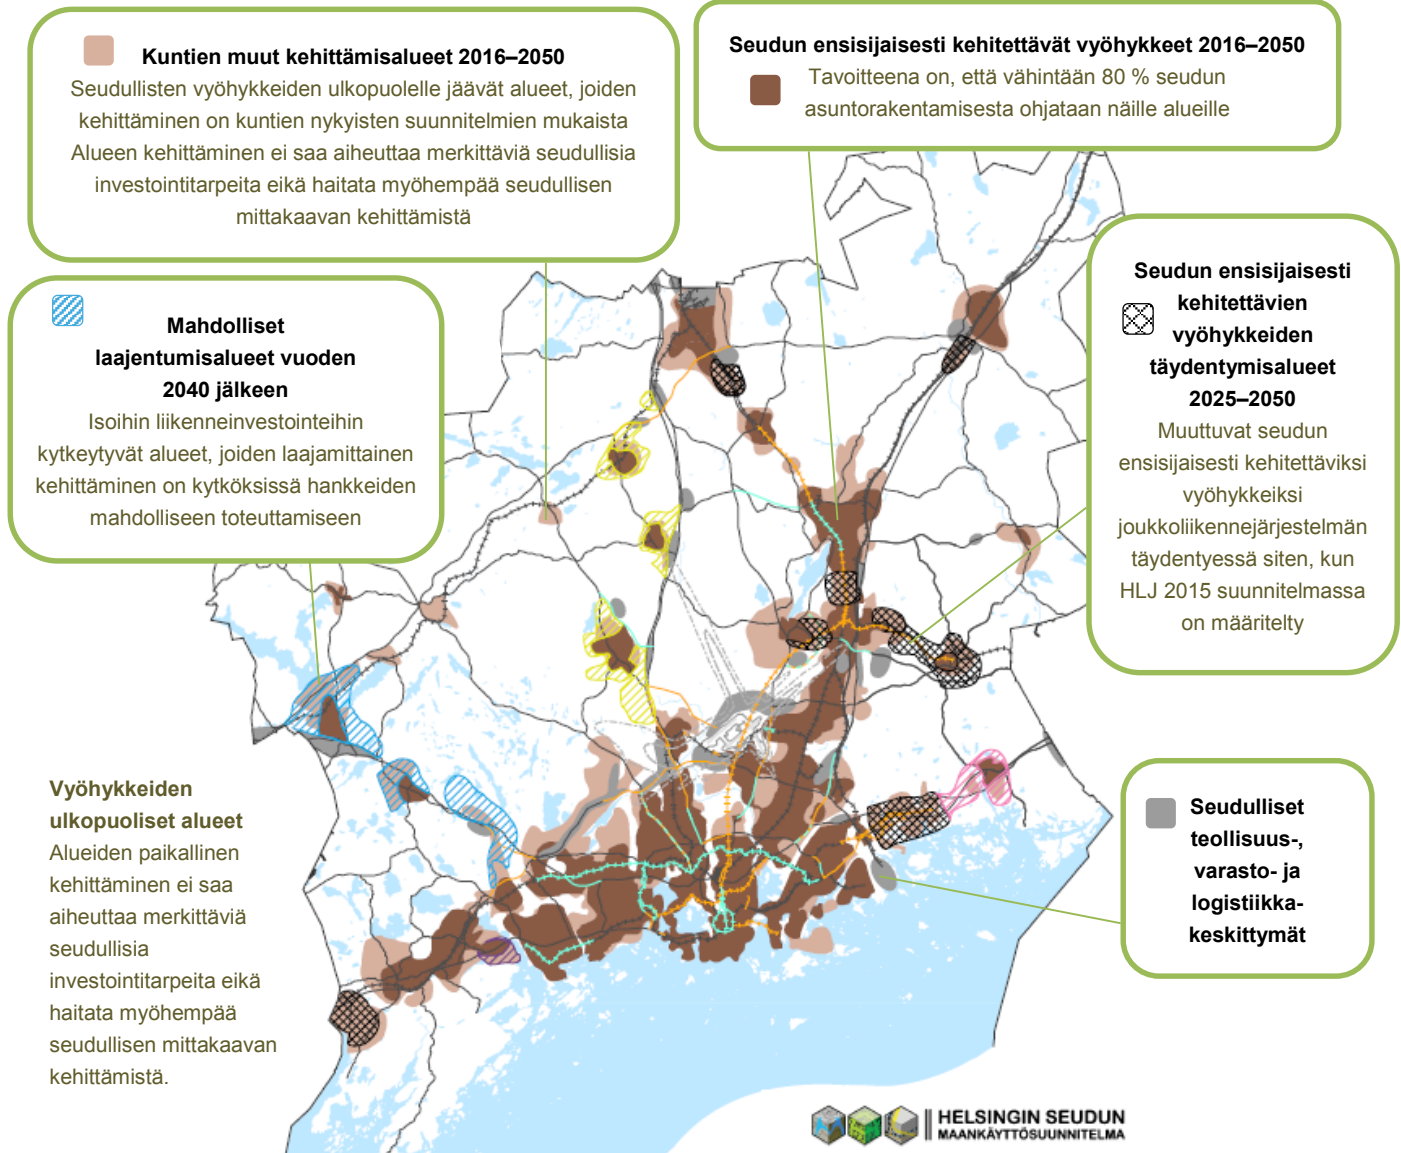 Kuntien muut kehittämisalueet 2016–2050
Seudullisten vyöhykkeiden ulkopuolelle jäävät alueet, joiden
kehittäminen on kuntien nykyisten suunnitelmien mukaista
Alueen kehittäminen ei saa aiheuttaa merkittäviä seudullisia
investointitarpeita eikä haitata myöhempää seudullisen
mittakaavan kehittämistä
Seudun ensisijaisesti kehitettävät vyöhykkeet 2016–2050
Tavoitteena on, että vähintään 80 % seudun
asuntorakentamisesta ohjataan näille alueille
Mahdolliset
laajentumisalueet vuoden
2040 jälkeen
Isoihin liikenneinvestointeihin
kytkeytyvät alueet, joiden laajamittainen
kehittäminen on kytköksissä hankkeiden
mahdolliseen toteuttamiseen
Seudun ensisijaisesti
kehitettävien
vyöhykkeiden
täydentymisalueet
2025–2050
Muuttuvat seudun
ensisijaisesti kehitettäviksi
vyöhykkeiksi
joukkoliikennejärjestelmän
täydentyessä siten, kun
HLJ 2015 suunnitelmassa
on määritelty
Vyöhykkeiden
ulkopuoliset alueet
Alueiden paikallinen
kehittäminen ei saa
aiheuttaa merkittäviä
seudullisia
investointitarpeita eikä
haitata myöhempää
seudullisen mittakaavan
kehittämistä.
Seudulliset
teollisuus-,
varasto- ja
logistiikka-
keskittymät
HELSINGIN SEUDUN
MAANKÄYTTÖSUUNNITELMA